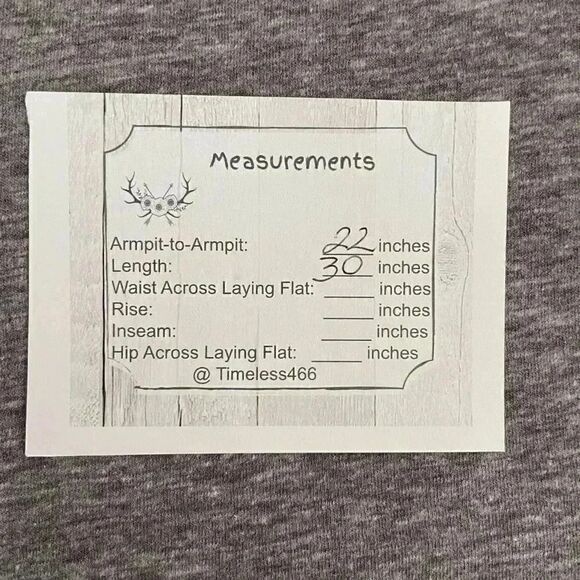 Measurements
Armpit-to-Armpit: 22 inches
Length: 30 inches
Waist Across Laying Flat: _____ inches
Rise: _____ inches
Inseam: _____ inches
Hip Across Laying Flat: _____ inches
@ Timeless466